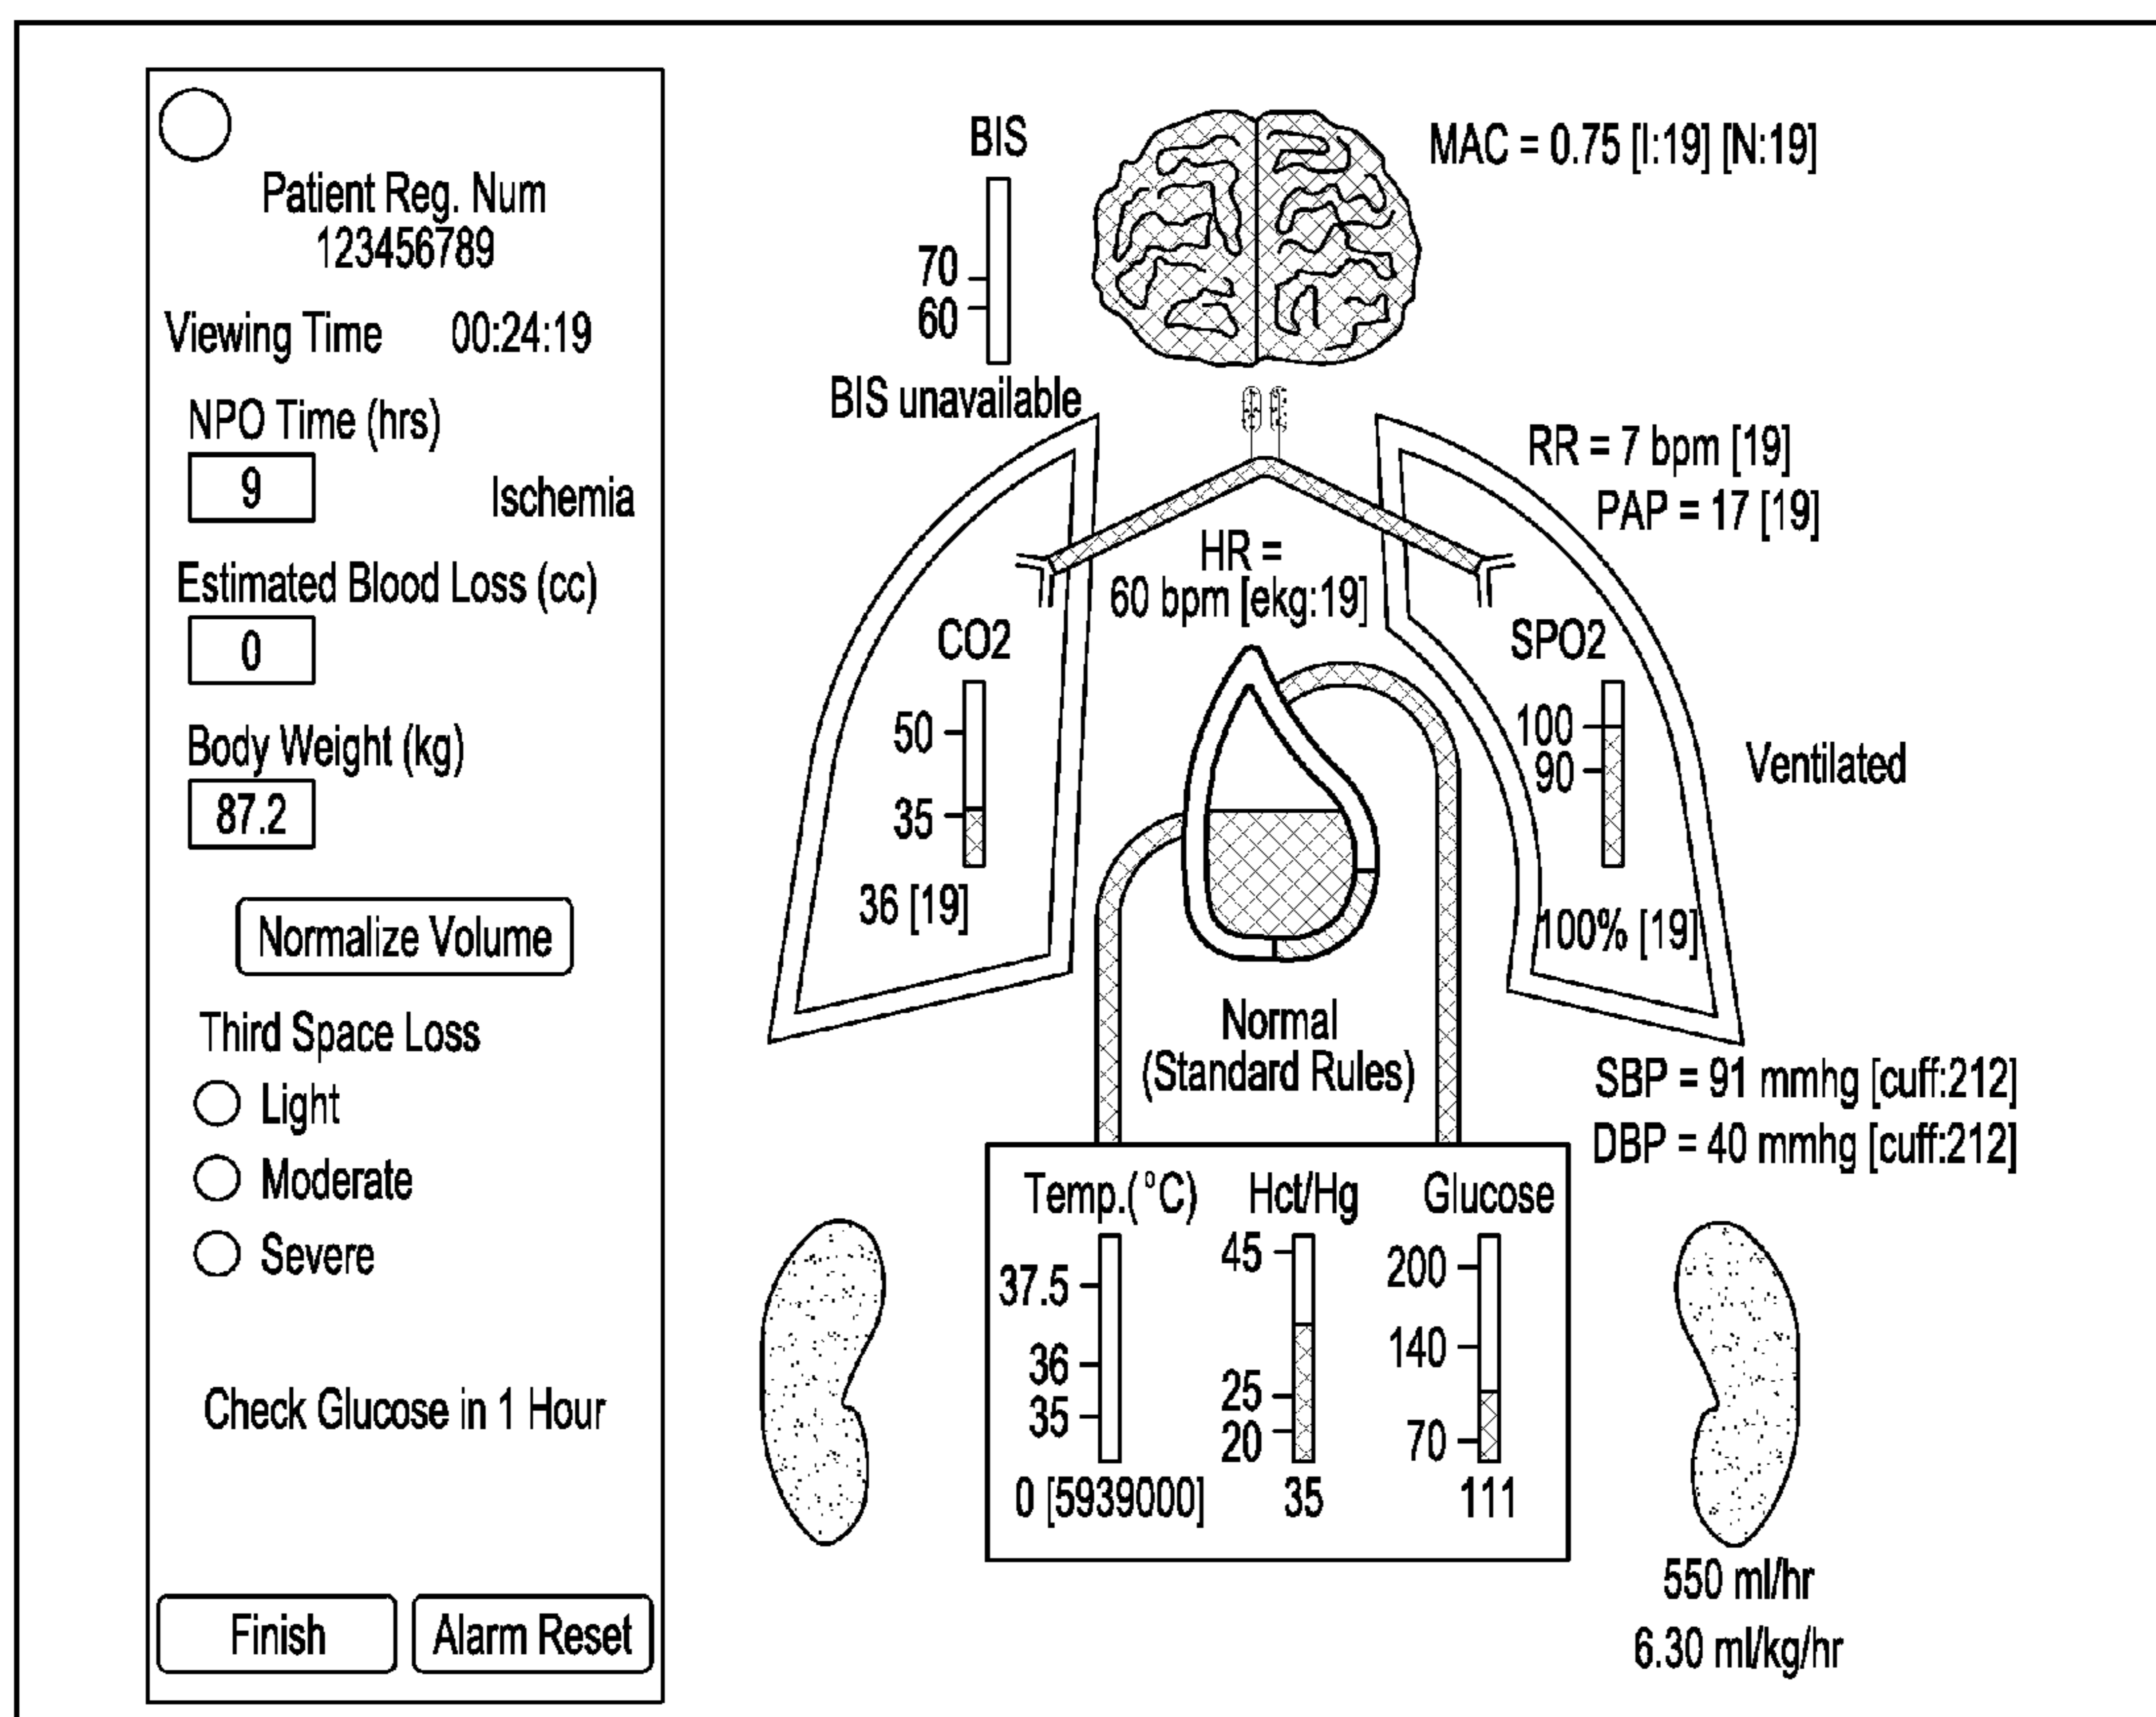 Patient Reg. Num
123456789
Viewing Time 00:24:19
NPO Time (hrs)
9
Ischemia
Estimated Blood Loss (cc)
0
Body Weight (kg)
87.2
Normalize Volume
Third Space Loss
Light
Moderate
Severe
Check Glucose in 1 Hour
Finish
Alarm Reset
BIS
70
60
BIS unavailable
MAC = 0.75 [I:19] [N:19]
RR = 7 bpm [19]
PAP = 17 [19]
HR =
60 bpm [ekg:19]
CO2
50
35
36 [19]
SPO2
100
90
100% [19]
Ventilated
Normal
(Standard Rules)
SBP = 91 mmhg [cuff:212]
DBP = 40 mmhg [cuff:212]
Temp.(°C)
37.5
36
35
0 [5939000]
Hct/Hg
45
25
20
35
Glucose
200
140
70
111
550 ml/hr
6.30 ml/kg/hr